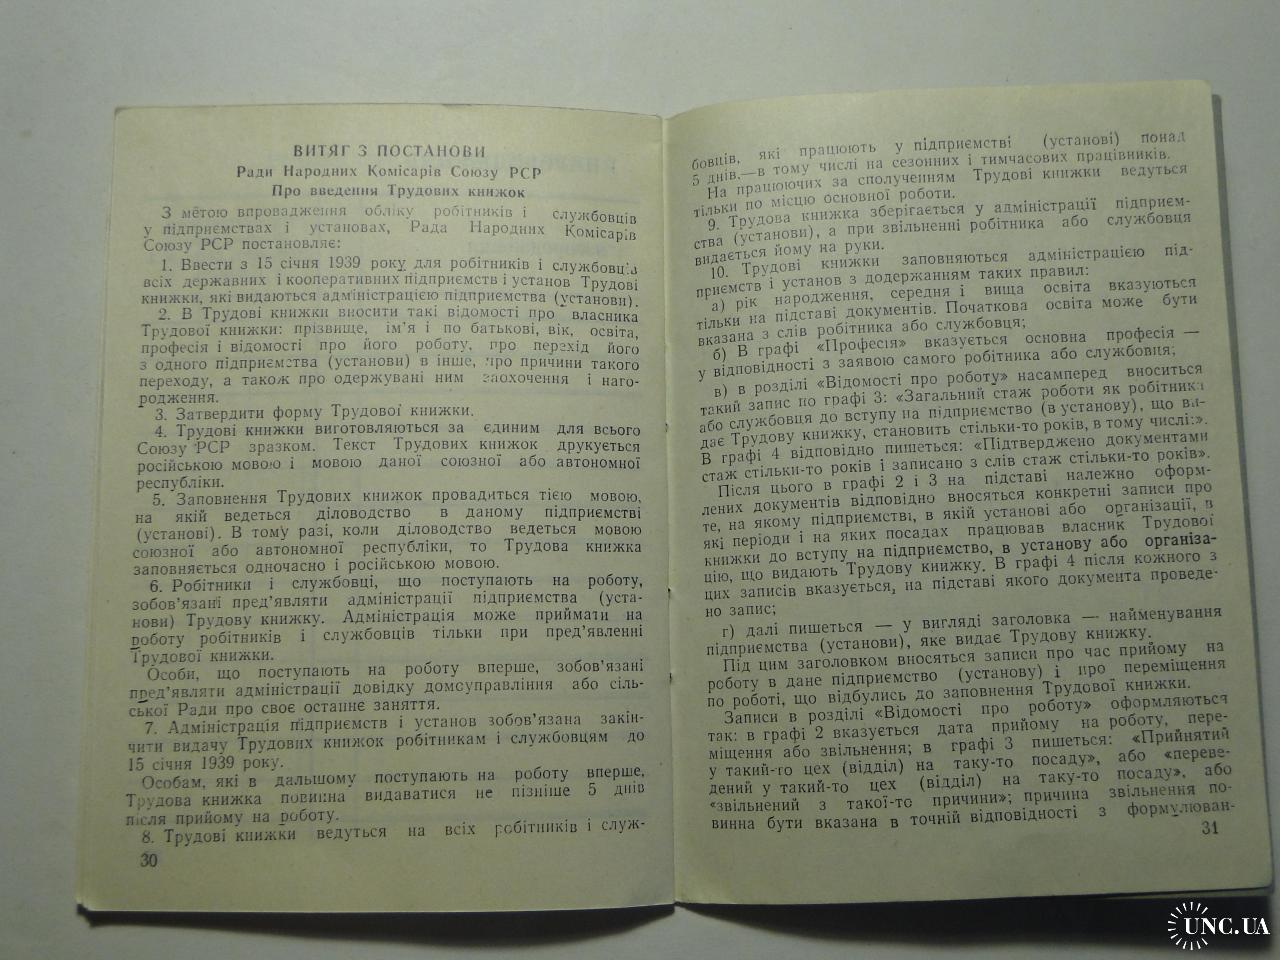 ВИТЯГ З ПОСТАНОВИ
Ради Народних Комісарів Союзу РСР
Про введення Трудових книжок
З метою впровадження обліку робітників і службовців
у підприємствах і установах, Рада Народних Комісарів
Союзу РСР постановляє:
1. Ввести з 15 січня 1939 року для робітників і службовців
всіх державних і кооперативних підприємств і установ Трудові
книжки, які видаються адміністрацією підприємства (установи).
2. В Трудові книжки вносити такі відомості про власника
Трудової книжки: прізвище, ім'я і по батькові, вік, освіта,
професія і відомості про його роботу, про перехід його
з одного підприємства (установи) в інше, про причини такого
переходу, а також про одержувані ним заохочення і наго-
родження.
3. Затвердити форму Трудової книжки.
4. Трудові книжки виготовляються за єдиним для всього
Союзу РСР зразком. Текст Трудових книжок друкується
російською мовою і мовою даної союзної або автономної
республіки.
5. Заповнення Трудових книжок провадиться тією мовою,
на якій ведеться діловодство в даному підприємстві
(установі). В тому разі, коли діловодство ведеться мовою
союзної або автономної республіки, то Трудова книжка
заповняється одночасно і російською мовою.
6. Робітники і службовці, що поступають на роботу,
зобов'язані пред'являти адміністрації підприємства (уста-
нови) Трудову книжку. Адміністрація може приймати на
роботу робітників і службовців тільки при пред'явленні
Трудової книжки.
Особи, що поступають на роботу вперше, зобов'язані
пред'являти адміністрації довідку домоуправління або сіль-
ської Ради про своє останнє заняття.
7. Адміністрація підприємств і установ зобов'язана закін-
чити видачу Трудових книжок робітникам і службовцям до
15 січня 1939 року.
Особам, які в дальшому поступають на роботу вперше,
Трудова книжка повинна видаватися не пізніше 5 днів
після прийому на роботу.
8. Трудові книжки ведуться на всіх робітників і служ-
30
бовців, які працюють у підприємстві (установі) понад
5 днів,—в тому числі на сезонних і тимчасових працівників.
На працюючих за сполученням Трудові книжки ведуться
тільки по місцю основної роботи.
9. Трудова книжка зберігається у адміністрації підприєм-
ства (установи), а при звільненні робітника або службовця
видається йому на руки.
10. Трудові книжки заповняються адміністрацією під-
приємств і установ з додержанням таких правил:
а) рік народження, середня і вища освіта вказуються
тільки на підставі документів. Початкова освіта може бути
вказана з слів робітника або службовця;
б) В графі «Професія» вказується основна професія —
у відповідності з заявою самого робітника або службовця;
в) в розділі «Відомості про роботу» насамперед вноситься
такий запис по графі 3: «Загальний стаж роботи як робітника
або службовця до вступу на підприємство (в установу), що ви-
дає Трудову книжку, становить стільки-то років, в тому числі:».
В графі 4 відповідно пишеться: «Підтверджено документами
стаж стільки-то років і записано з слів стаж стільки-то років».
Після цього в графі 2 і 3 на підставі належно оформ-
лених документів відповідно вносяться конкретні записи про
те, на якому підприємстві, в якій установі або організації, в
які періоди і на яких посадах працював власник Трудової
книжки до вступу на підприємство, в установу або організа-
цію, що видають Трудову книжку. В графі 4 після кожного з
цих записів вказується, на підставі якого документа проведе-
но запис;
г) далі пишеться — у вигляді заголовка — найменування
підприємства (установи), яке видає Трудову книжку.
Під цим заголовком вносяться записи про час прийому на
роботу в дане підприємство (установу) і про переміщення
по роботі, що відбулись до заповнення Трудової книжки.
Записи в розділі «Відомості про роботу» оформляються
так: в графі 2 вказується дата прийому на роботу, пере-
міщення або звільнення; в графі 3 пишеться: «Прийнятий
у такий-то цех (відділ) на таку-то посаду», або «переве-
дений у такий-то цех (відділ) на таку-то посаду», або
«звільнений з такої-то причини»; причина звільнення по-
винна бути вказана в точній відповідності з формулюван-
31
UNC.UA